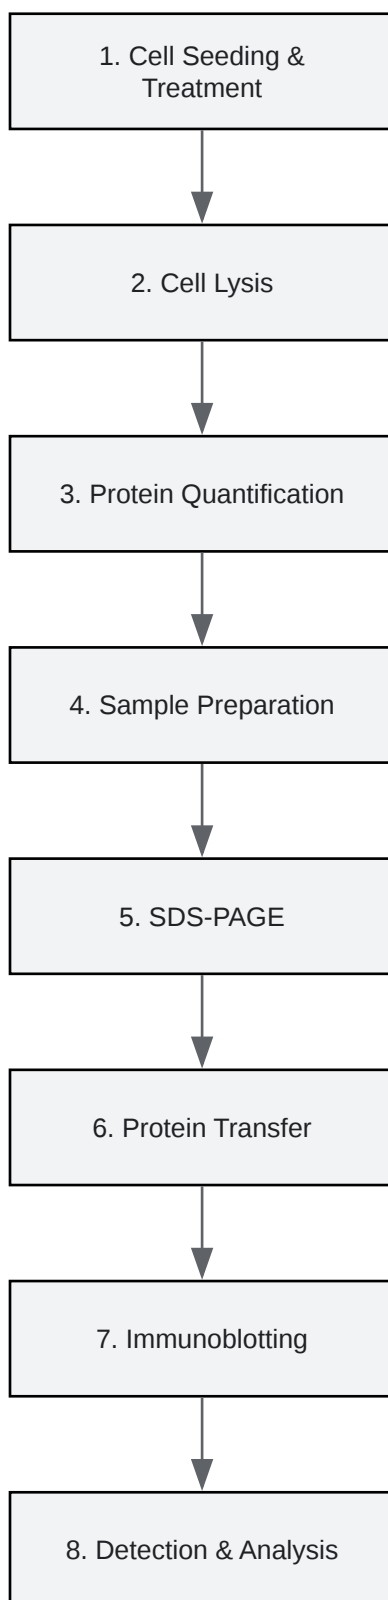 1. Cell Seeding &
Treatment
2. Cell Lysis
3. Protein Quantification
4. Sample Preparation
5. SDS-PAGE
6. Protein Transfer
7. Immunoblotting
8. Detection & Analysis